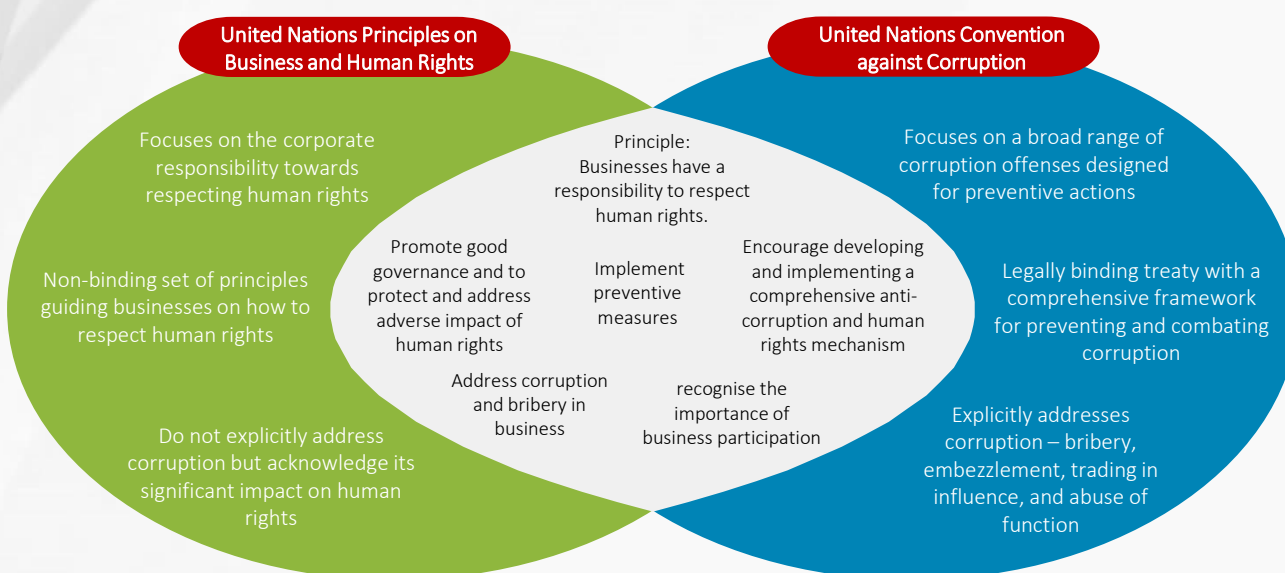 United Nations Principles on
Business and Human Rights
United Nations Convention
against Corruption
Focuses on the corporate
responsibility towards
respecting human rights
Non-binding set of principles
guiding businesses on how to
respect human rights
Do not explicitly address
corruption but acknowledge its
significant impact on human
rights
Principle:
Businesses have a
responsibility to respect
human rights.
Promote good
governance and to
protect and address
adverse impact of
human rights
Implement
preventive
measures
Encourage developing
and implementing a
comprehensive anti-
corruption and human
rights mechanism
Address corruption
and bribery in
business
recognise the
importance of
business participation
Focuses on a broad range of
corruption offenses designed
for preventive actions
Legally binding treaty with a
comprehensive framework
for preventing and combating
corruption
Explicitly addresses
corruption – bribery,
embezzlement, trading in
influence, and abuse of
function